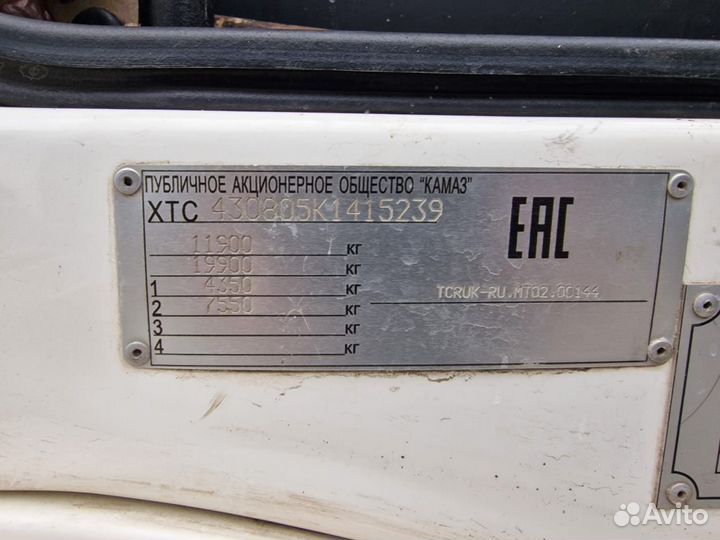 ПУБЛИЧНОЕ АКЦИОНЕРНОЕ ОБЩЕСТВО "КАМАЗ"
XTC 430805K1415239
EAC
11900 кг
19900 кг
1 4350 кг
2 7550 кг
3 кг
4 кг
TCRUK-RU.MT02.00144
Avito